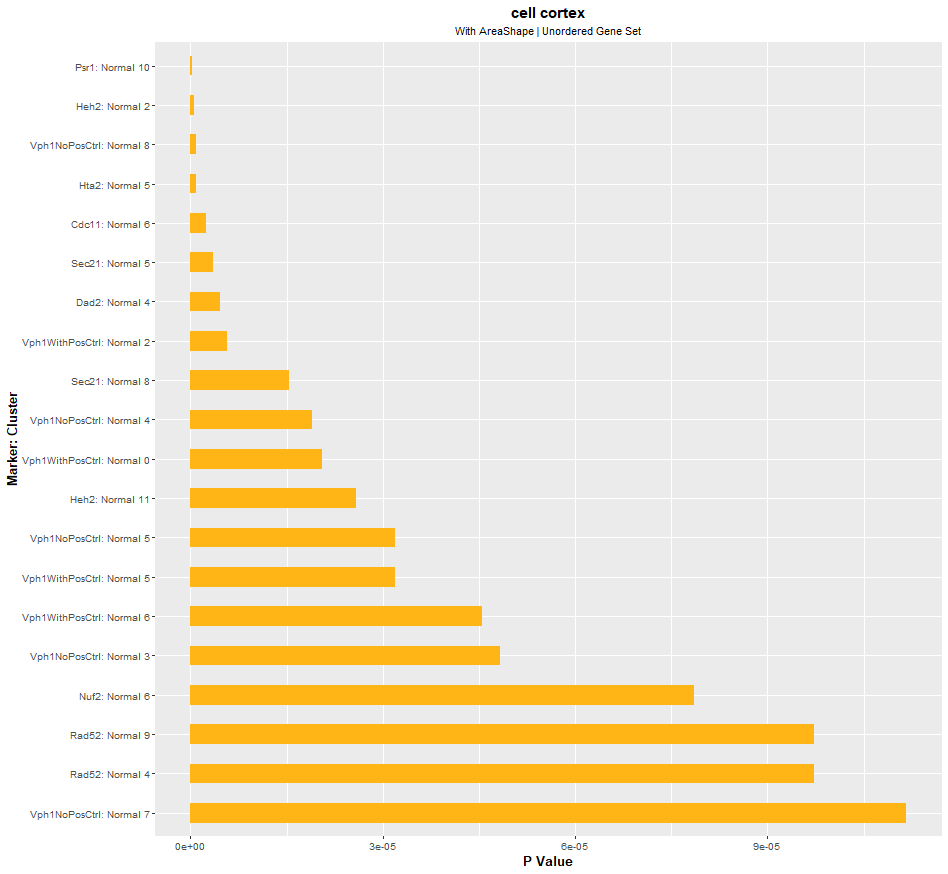 cell cortex
With AreaShape | Unordered Gene Set
Marker: Cluster
Psr1: Normal 10
Heh2: Normal 2
Vph1NoPosCtrl: Normal 8
Hta2: Normal 5
Cdc11: Normal 6
Sec21: Normal 5
Dad2: Normal 4
Vph1WithPosCtrl: Normal 2
Sec21: Normal 8
Vph1NoPosCtrl: Normal 4
Vph1WithPosCtrl: Normal 0
Heh2: Normal 11
Vph1NoPosCtrl: Normal 5
Vph1WithPosCtrl: Normal 5
Vph1WithPosCtrl: Normal 6
Vph1NoPosCtrl: Normal 3
Nuf2: Normal 6
Rad52: Normal 9
Rad52: Normal 4
Vph1NoPosCtrl: Normal 7
0e+00 3e-05 6e-05 9e-05
P Value